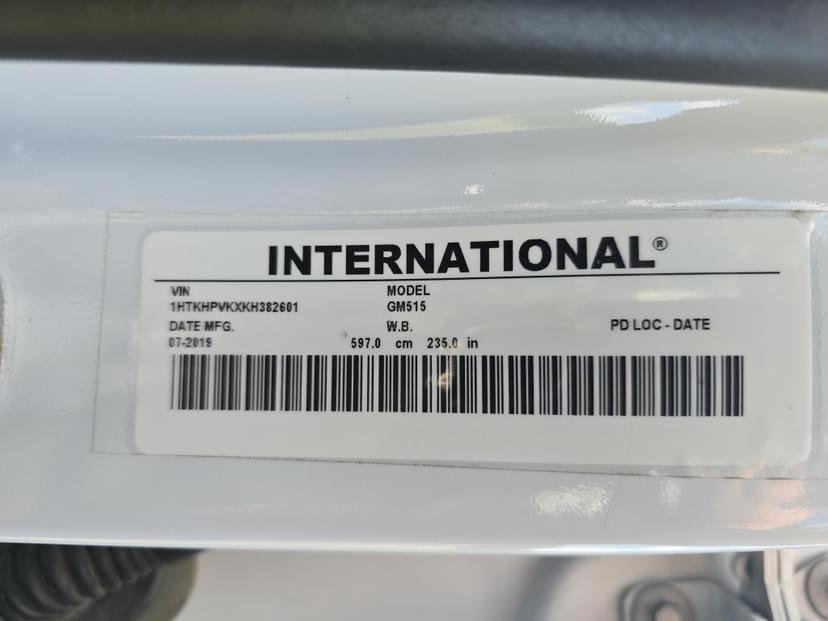 INTERNATIONAL®
VIN MODEL
1HTKHPVKXKH382601 GM515
DATE MFG. W.B. PD LOC - DATE
07-2019 597.0 cm 235.0 in